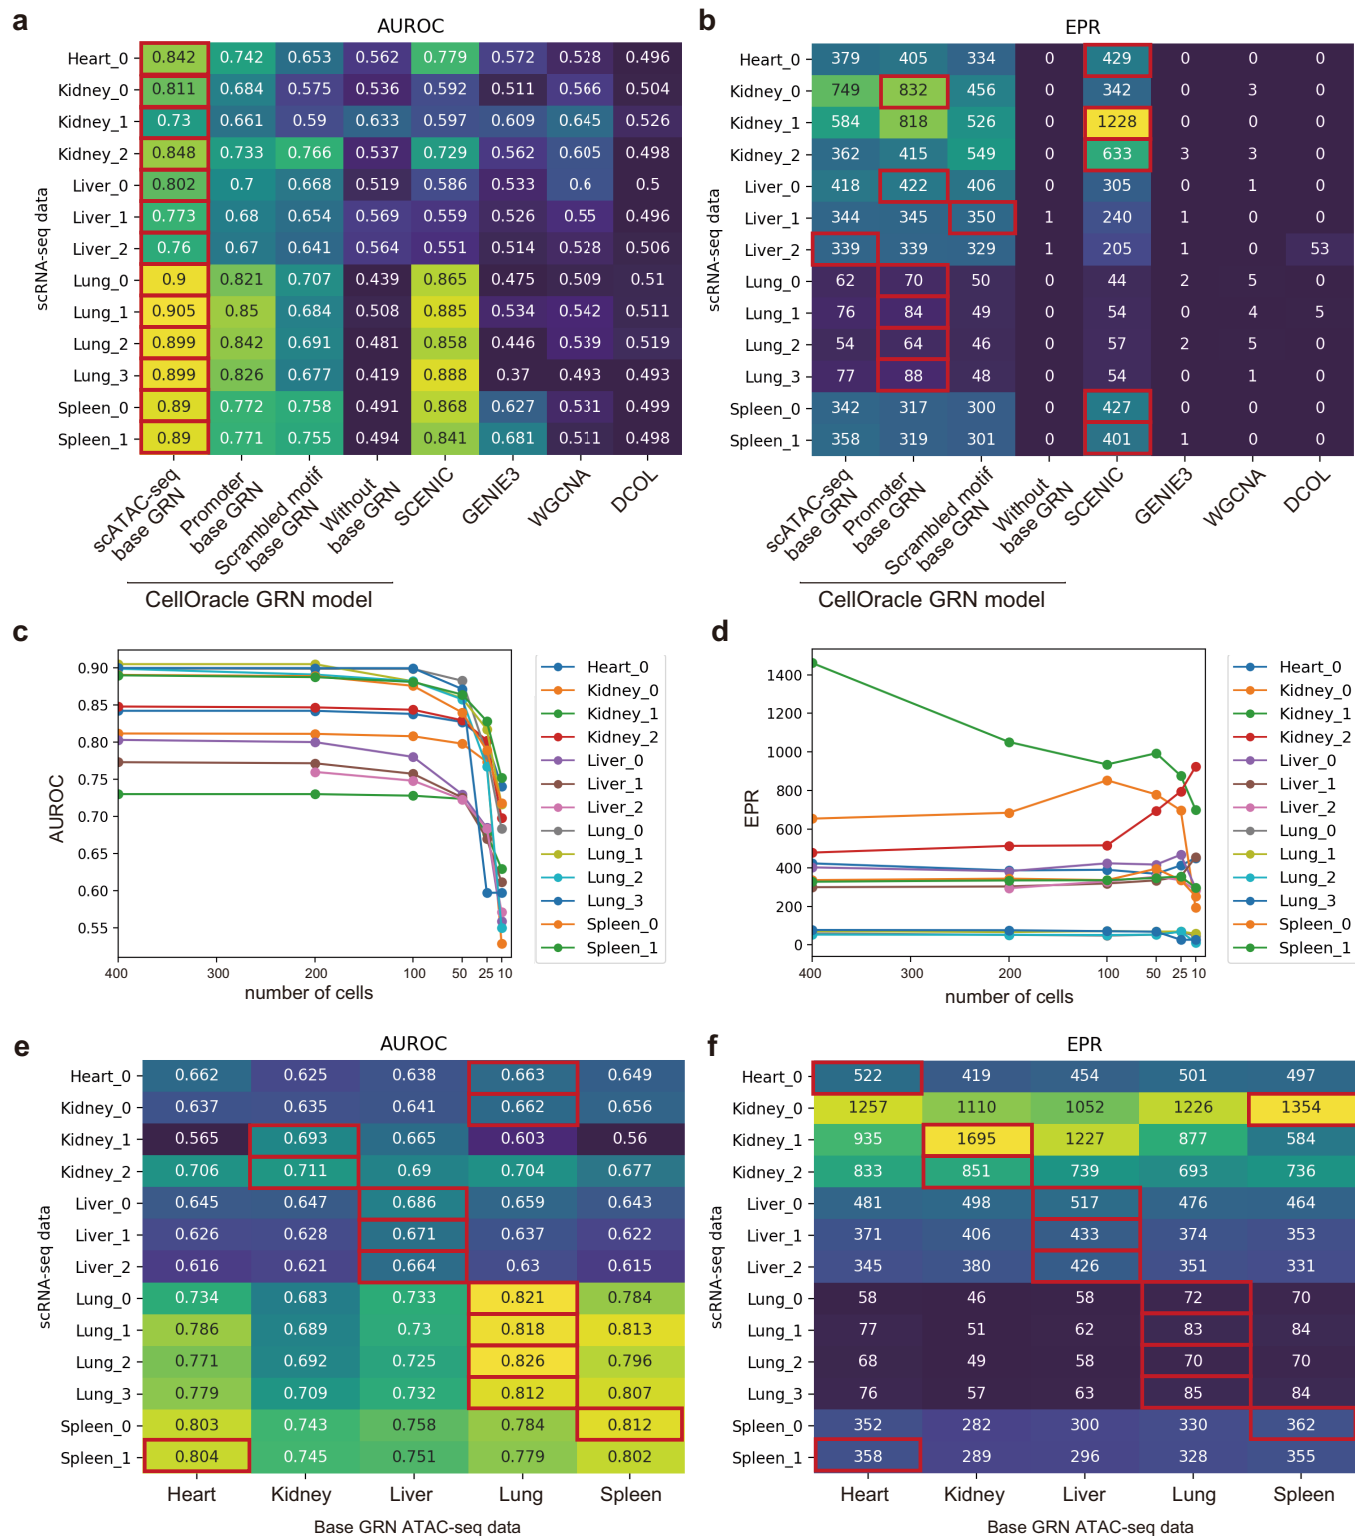 a
AUROC
scRNA-seq data
Heart_0 0.842 0.742 0.653 0.562 0.779 0.572 0.528 0.496
Kidney_0 0.811 0.684 0.575 0.536 0.592 0.511 0.566 0.504
Kidney_1 0.73 0.661 0.59 0.633 0.597 0.609 0.645 0.526
Kidney_2 0.848 0.733 0.766 0.537 0.729 0.562 0.605 0.498
Liver_0 0.802 0.7 0.668 0.519 0.586 0.533 0.6 0.5
Liver_1 0.773 0.68 0.654 0.569 0.559 0.526 0.55 0.496
Liver_2 0.76 0.67 0.641 0.564 0.551 0.514 0.528 0.506
Lung_0 0.9 0.821 0.707 0.439 0.865 0.475 0.509 0.51
Lung_1 0.905 0.85 0.684 0.508 0.885 0.534 0.542 0.511
Lung_2 0.899 0.842 0.691 0.481 0.858 0.446 0.539 0.519
Lung_3 0.899 0.826 0.677 0.419 0.888 0.37 0.493 0.493
Spleen_0 0.89 0.772 0.758 0.491 0.868 0.627 0.531 0.499
Spleen_1 0.89 0.771 0.755 0.494 0.841 0.681 0.511 0.498
scATAC-seq
base GRN
Promoter
base GRN
Scrambled motif
base GRN
Without
base GRN
SCENIC
GENIE3
WGCNA
DCOL
CellOracle GRN model
b
EPR
scRNA-seq data
Heart_0 379 405 334 0 429 0 0 0
Kidney_0 749 832 456 0 342 0 3 0
Kidney_1 584 818 526 0 1228 0 0 0
Kidney_2 362 415 549 0 633 3 3 0
Liver_0 418 422 406 0 305 0 1 0
Liver_1 344 345 350 1 240 1 0 0
Liver_2 339 339 329 1 205 1 0 53
Lung_0 62 70 50 0 44 2 5 0
Lung_1 76 84 49 0 54 0 4 5
Lung_2 54 64 46 0 57 2 5 0
Lung_3 77 88 48 0 54 0 1 0
Spleen_0 342 317 300 0 427 0 0 0
Spleen_1 358 319 301 0 401 1 0 0
scATAC-seq
base GRN
Promoter
base GRN
Scrambled motif
base GRN
Without
base GRN
SCENIC
GENIE3
WGCNA
DCOL
CellOracle GRN model
c
AUROC
0.90
0.85
0.80
0.75
0.70
0.65
0.60
0.55
400 300 200 100 50 25 10
number of cells
Heart_0
Kidney_0
Kidney_1
Kidney_2
Liver_0
Liver_1
Liver_2
Lung_0
Lung_1
Lung_2
Lung_3
Spleen_0
Spleen_1
d
EPR
1400
1200
1000
800
600
400
200
0
400 300 200 100 50 25 10
number of cells
Heart_0
Kidney_0
Kidney_1
Kidney_2
Liver_0
Liver_1
Liver_2
Lung_0
Lung_1
Lung_2
Lung_3
Spleen_0
Spleen_1
e
AUROC
scRNA-seq data
Heart_0 0.662 0.625 0.638 0.663 0.649
Kidney_0 0.637 0.635 0.641 0.662 0.656
Kidney_1 0.565 0.693 0.665 0.603 0.56
Kidney_2 0.706 0.711 0.69 0.704 0.677
Liver_0 0.645 0.647 0.686 0.659 0.643
Liver_1 0.626 0.628 0.671 0.637 0.622
Liver_2 0.616 0.621 0.664 0.63 0.615
Lung_0 0.734 0.683 0.733 0.821 0.784
Lung_1 0.786 0.689 0.73 0.818 0.813
Lung_2 0.771 0.692 0.725 0.826 0.796
Lung_3 0.779 0.709 0.732 0.812 0.807
Spleen_0 0.803 0.743 0.758 0.784 0.812
Spleen_1 0.804 0.745 0.751 0.779 0.802
Heart Kidney Liver Lung Spleen
Base GRN ATAC-seq data
f
EPR
scRNA-seq data
Heart_0 522 419 454 501 497
Kidney_0 1257 1110 1052 1226 1354
Kidney_1 935 1695 1227 877 584
Kidney_2 833 851 739 693 736
Liver_0 481 498 517 476 464
Liver_1 371 406 433 374 353
Liver_2 345 380 426 351 331
Lung_0 58 46 58 72 70
Lung_1 77 51 62 83 84
Lung_2 68 49 58 70 70
Lung_3 76 57 63 85 84
Spleen_0 352 282 300 330 362
Spleen_1 358 289 296 328 355
Heart Kidney Liver Lung Spleen
Base GRN ATAC-seq data